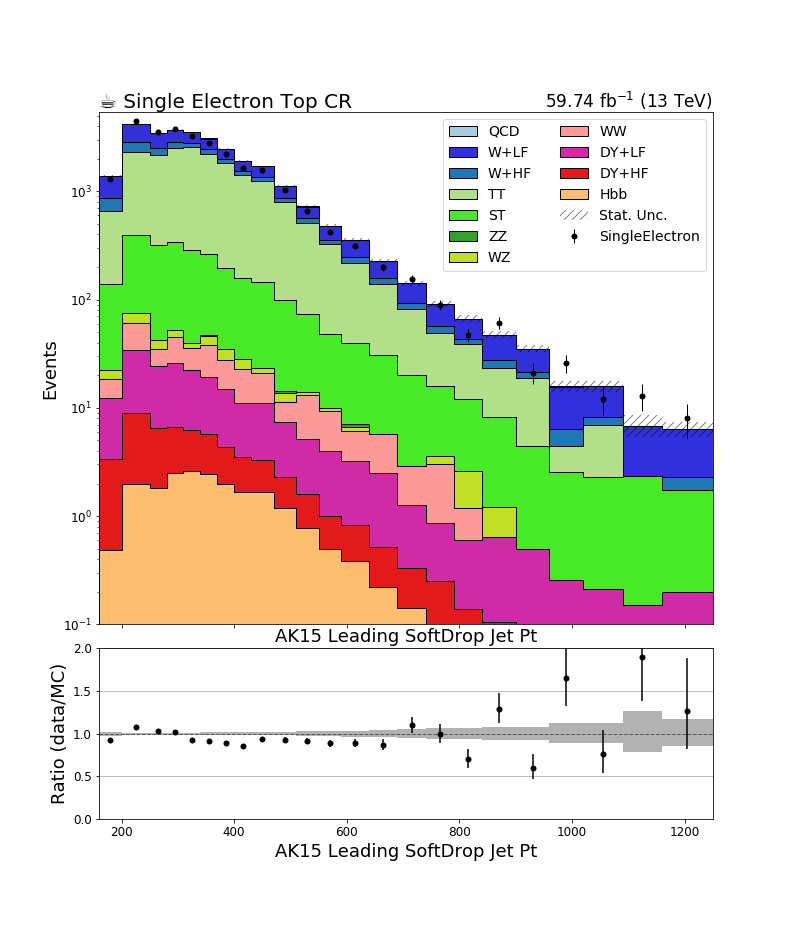 ☕ Single Electron Top CR 59.74 fb⁻¹ (13 TeV)
QCD WW
W+LF DY+LF
W+HF DY+HF
TT Hbb
ST Stat. Unc.
ZZ SingleElectron
WZ
Events
10³
10²
10¹
10⁰
10⁻¹
AK15 Leading SoftDrop Jet Pt
Ratio (data/MC)
2.0
1.5
1.0
0.5
0.0
200 400 600 800 1000 1200
AK15 Leading SoftDrop Jet Pt